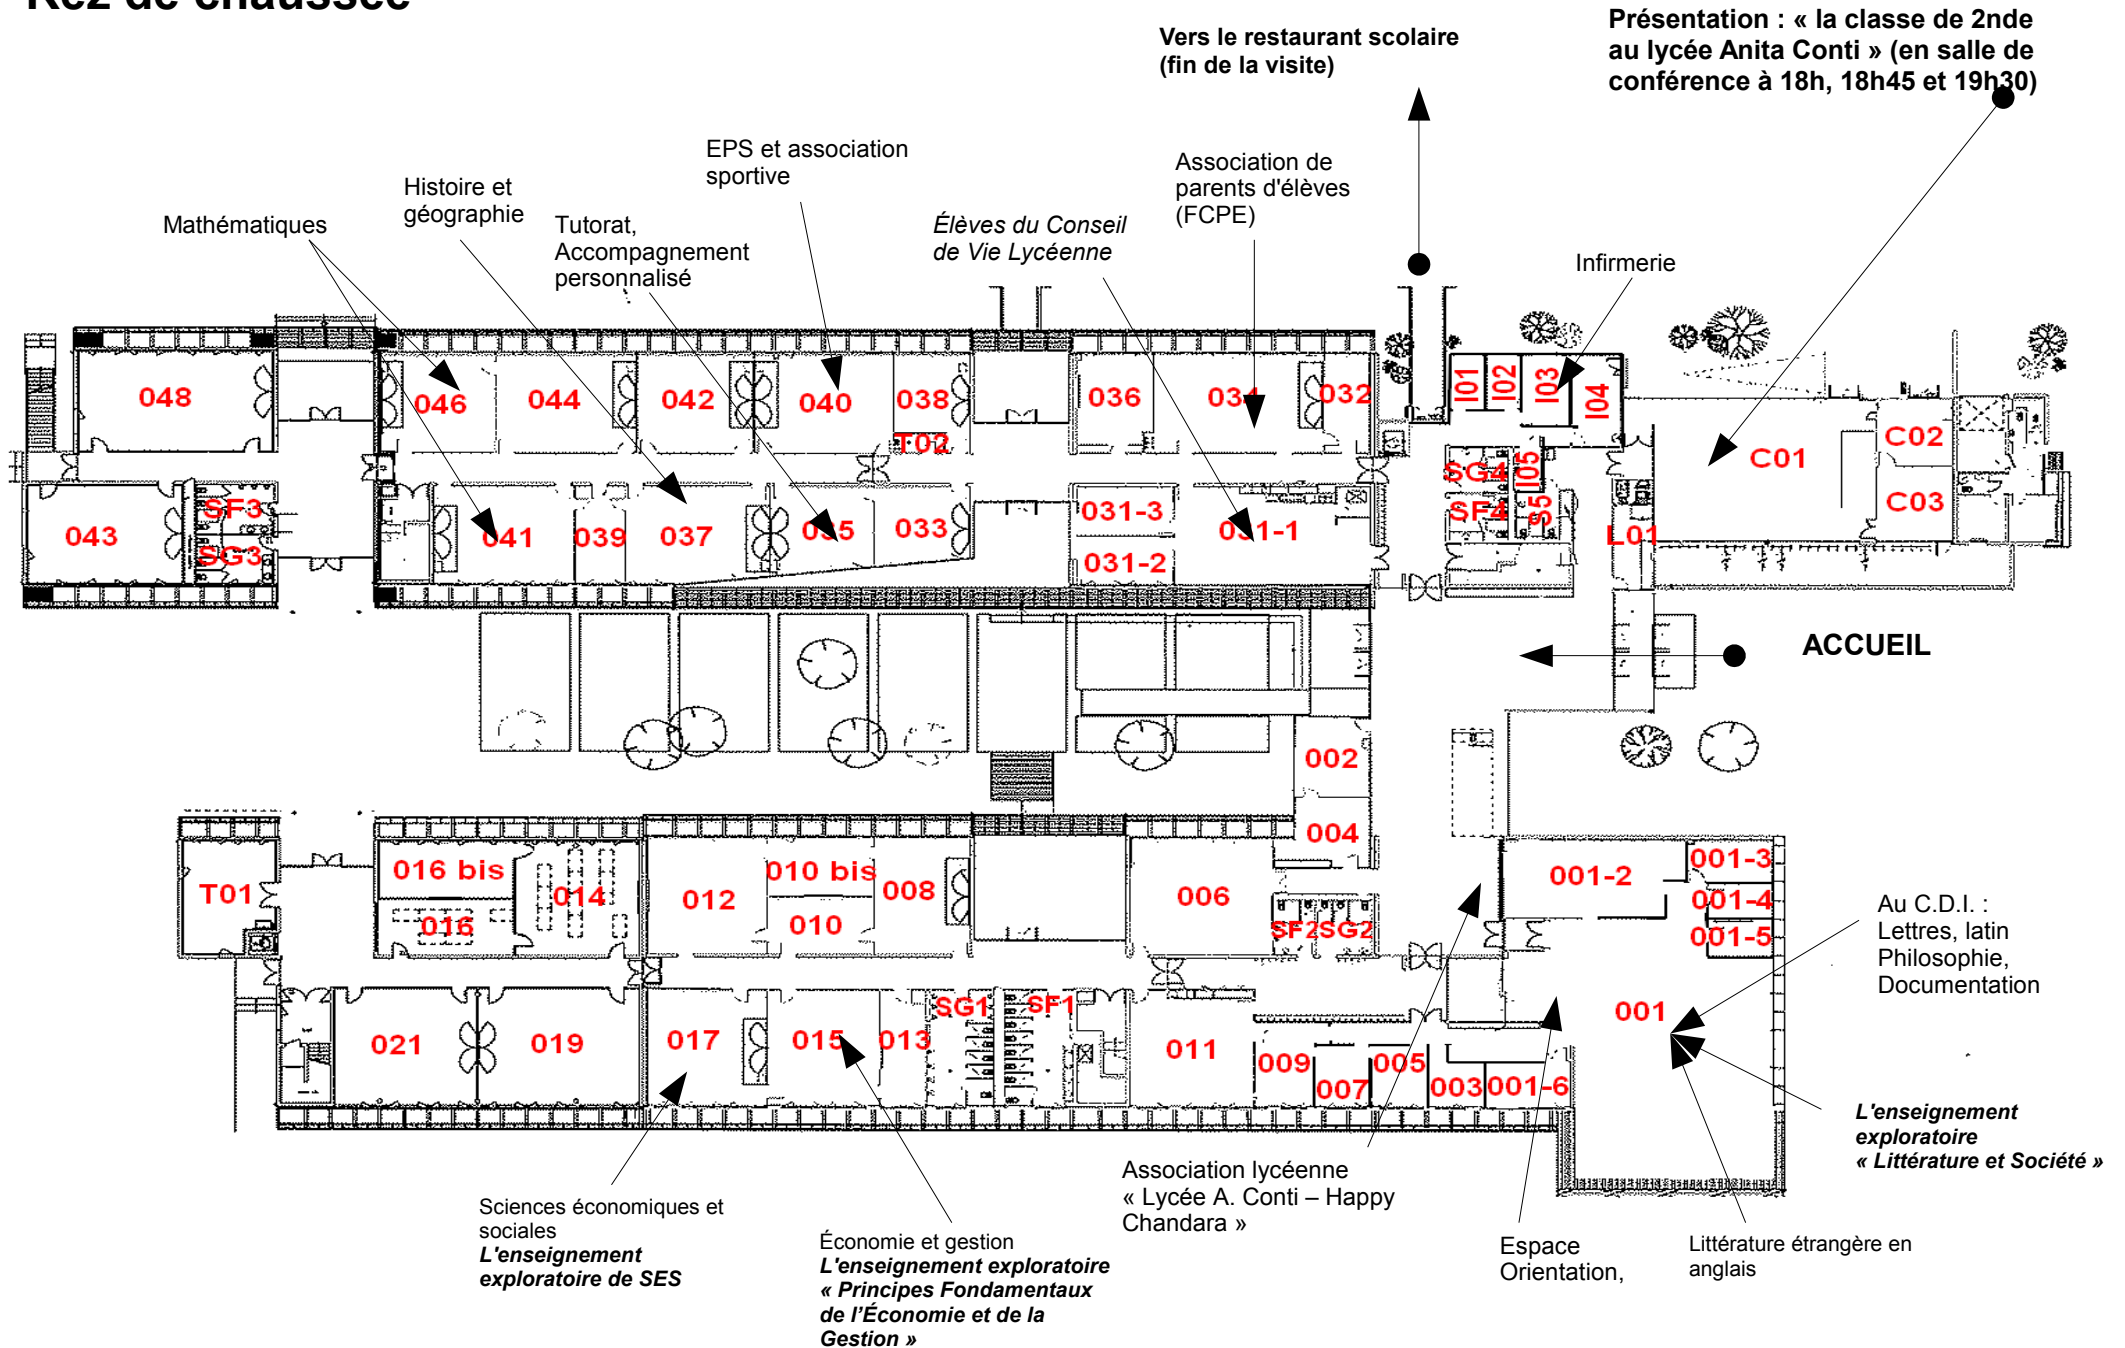 Rez de chaussée
Présentation : « la classe de 2nde
au lycée Anita Conti » (en salle de
conférence à 18h, 18h45 et 19h30)
Vers le restaurant scolaire
(fin de la visite)
EPS et association
sportive
Association de
parents d'élèves
(FCPE)
Histoire et
géographie
Mathématiques
Tutorat,
Accompagnement
personnalisé
Élèves du Conseil
de Vie Lycéenne
Infirmerie
048
046
044
042
040
038
T02
036
034
032
I01
I02
I03
I04
I05
C01
C02
C03
SG4
SF4
S5
L01
043
SF3
SG3
041
039
037
035
033
031-3
031-2
031-1
ACCUEIL
002
004
T01
016 bis
016
014
012
010 bis
010
008
006
SF2
SG2
001-2
001-3
001-4
001-5
001
Au C.D.I. :
Lettres, latin
Philosophie,
Documentation
021
019
017
015
013
SG1
SF1
011
009
007
005
003
001-6
L'enseignement
exploratoire
« Littérature et Société »
Association lycéenne
« Lycée A. Conti – Happy
Chandara »
Sciences économiques et
sociales
L'enseignement
exploratoire de SES
Économie et gestion
L'enseignement exploratoire
« Principes Fondamentaux
de l'Économie et de la
Gestion »
Espace
Orientation,
Littérature étrangère en
anglais